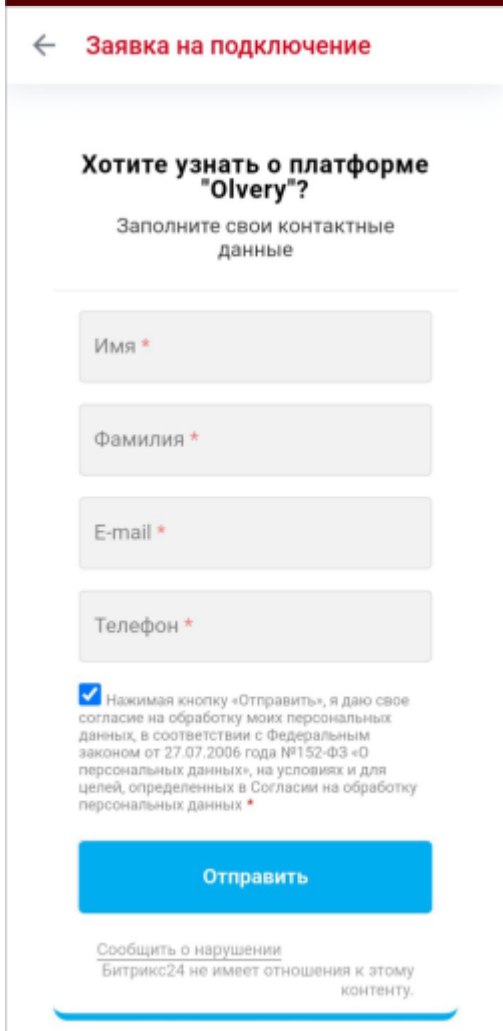 Заявка на подключение
Хотите узнать о платформе
"Olvery"?
Заполните свои контактные
данные
Имя *
Фамилия *
E-mail *
Телефон *
Нажимая кнопку «Отправить», я даю свое
согласие на обработку моих персональных
данных, в соответствии с Федеральным
законом от 27.07.2006 года №152-ФЗ «О
персональных данных», на условиях и для
целей, определенных в Согласии на обработку
персональных данных *
Отправить
Сообщить о нарушении
Битрикс24 не имеет отношения к этому
контенту.